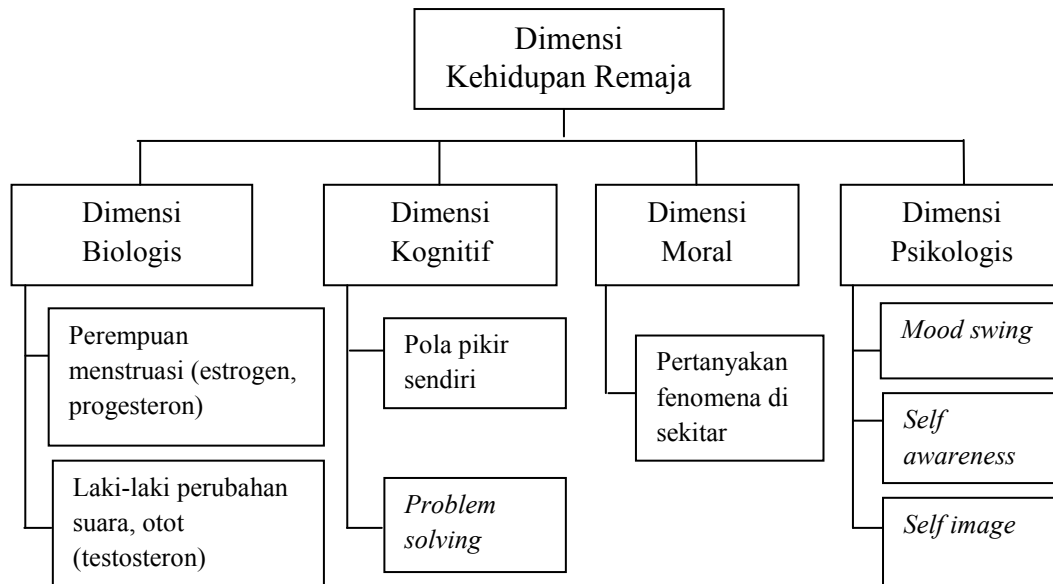 Dimensi
Kehidupan Remaja
Dimensi
Biologis
Dimensi
Kognitif
Dimensi
Moral
Dimensi
Psikologis
Perempuan
menstruasi (estrogen,
progesteron)
Laki-laki perubahan
suara, otot
(testosteron)
Pola pikir
sendiri
Problem
solving
Pertanyakan
fenomena di
sekitar
Mood swing
Self
awareness
Self image